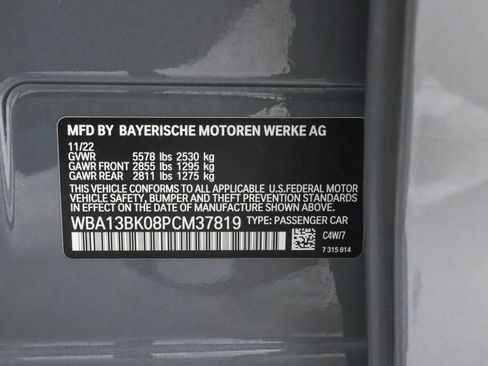 MFD BY BAYERISCHE MOTOREN WERKE AG
11/22
GVWR 5578 lbs 2530 kg
GAWR FRONT 2855 lbs 1295 kg
GAWR REAR 2811 lbs 1275 kg
THIS VEHICLE CONFORMS TO ALL APPLICABLE U.S. FEDERAL MOTOR
VEHICLE SAFETY, BUMPER AND THEFT PREVENTION STANDARDS IN
EFFECT ON THE DATE OF MANUFACTURE SHOWN ABOVE.
WBA13BK08PCM37819 TYPE: PASSENGER CAR
C4W/7
7 315 814